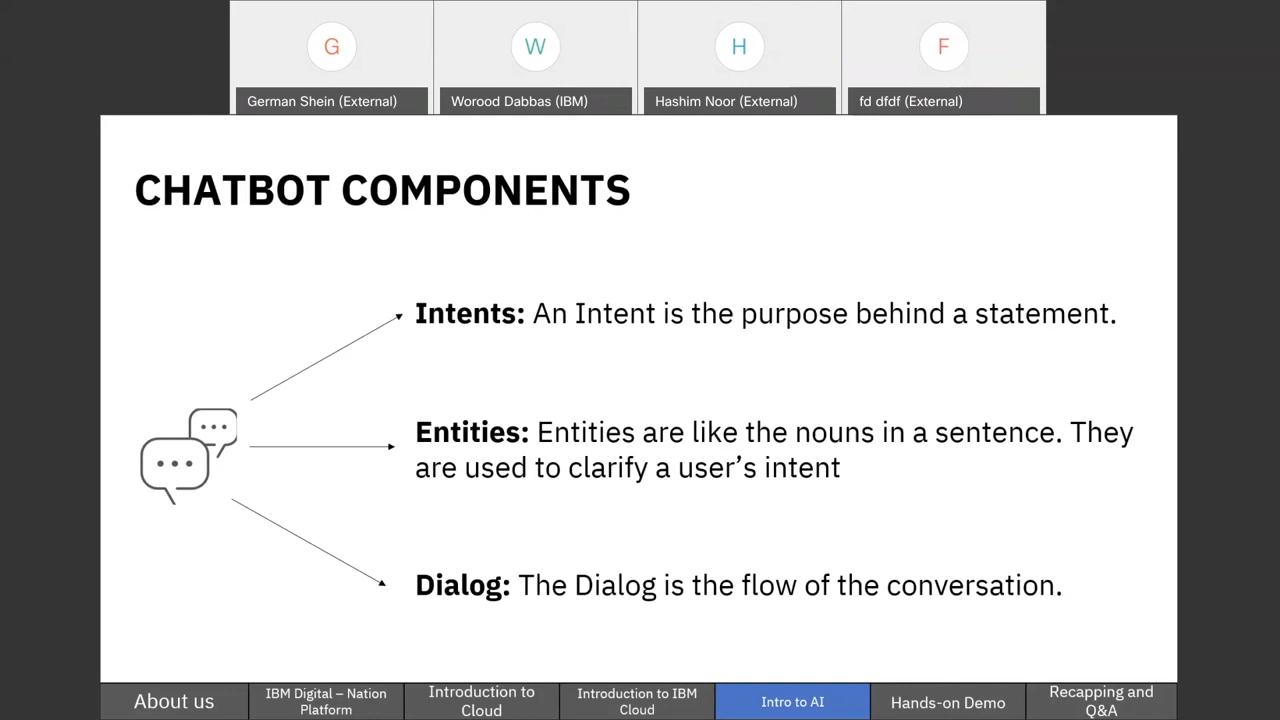 G
W
H
F
German Shein (External)
Worood Dabbas (IBM)
Hashim Noor (External)
fd dfdf (External)
CHATBOT COMPONENTS
Intents: An Intent is the purpose behind a statement.
Entities: Entities are like the nouns in a sentence. They
are used to clarify a user’s intent
Dialog: The Dialog is the flow of the conversation.
About us
IBM Digital – Nation
Platform
Introduction to
Cloud
Introduction to IBM
Cloud
Intro to AI
Hands-on Demo
Recapping and
Q&A